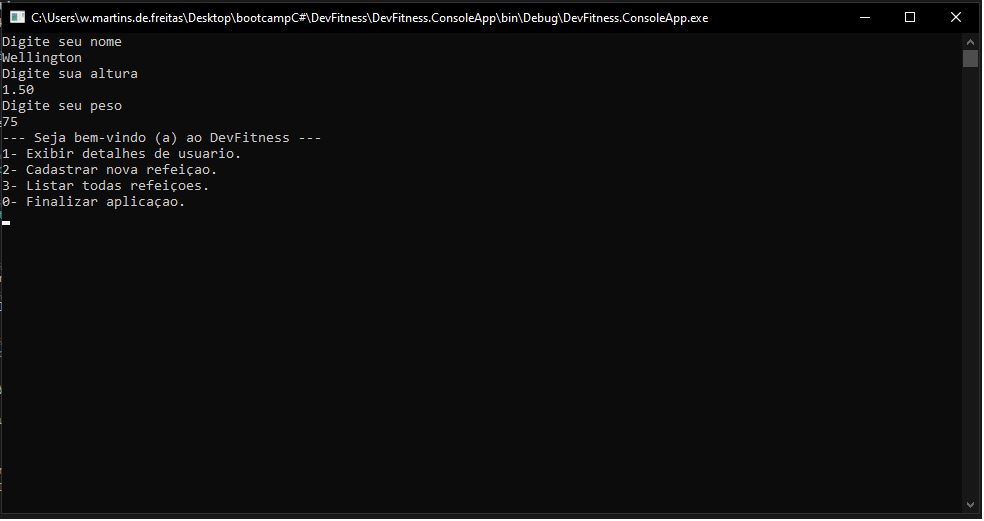 C:\Users\w.martins.de.freitas\Desktop\bootcampC#\DevFitness\DevFitness.ConsoleApp\bin\Debug\DevFitness.ConsoleApp.exe
Digite seu nome
Wellington
Digite sua altura
1.50
Digite seu peso
75
--- Seja bem-vindo (a) ao DevFitness ---
1- Exibir detalhes de usuario.
2- Cadastrar nova refeiçao.
3- Listar todas refeiçoes.
0- Finalizar aplicaçao.